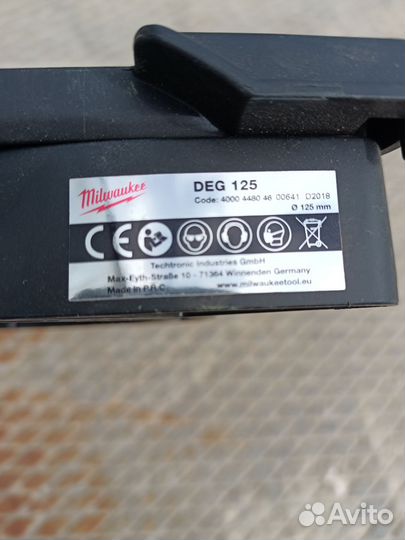 Milwaukee
DEG 125
Code: 4000 4480 46 00641 D2018
Ø 125 mm
CE
Techtronic Industries GmbH
Max-Eyth-Straße 10 - 71364 Winnenden Germany
Made in P.R.C. www.milwaukeetool.eu
Avito